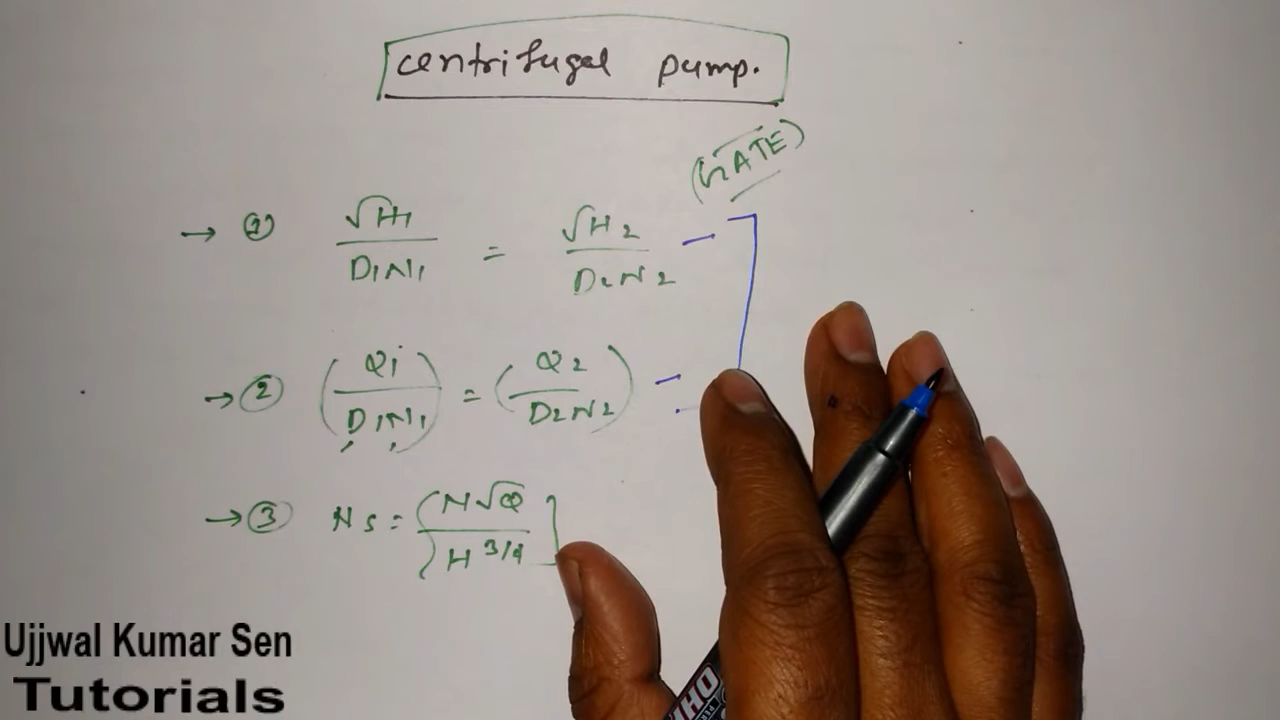 centrifugal pump.
(GATE)
→ ① √H₁/D₁N₁ = √H₂/D₂N₂
→ ② (Q₁/D₁N₁) = (Q₂/D₂N₂)
→ ③ Ns = (N√Q/H^3/4]
Ujjwal Kumar Sen
Tutorials
OHI